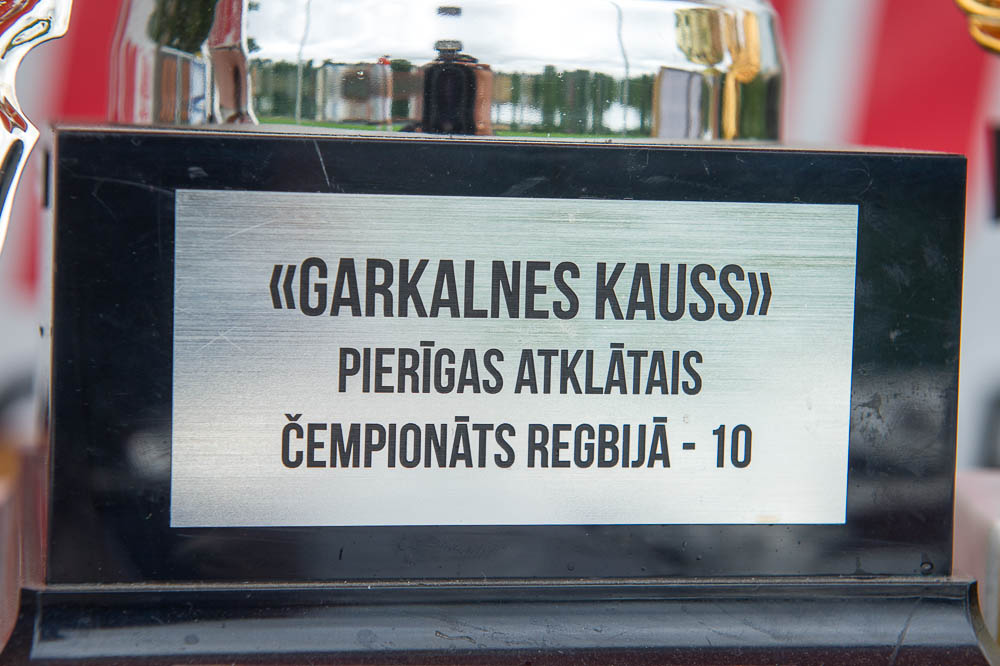 «GARKALNES KAUSS»
PIERĪGAS ATKLĀTAIS
ČEMPIONĀTS REGBIJĀ - 10